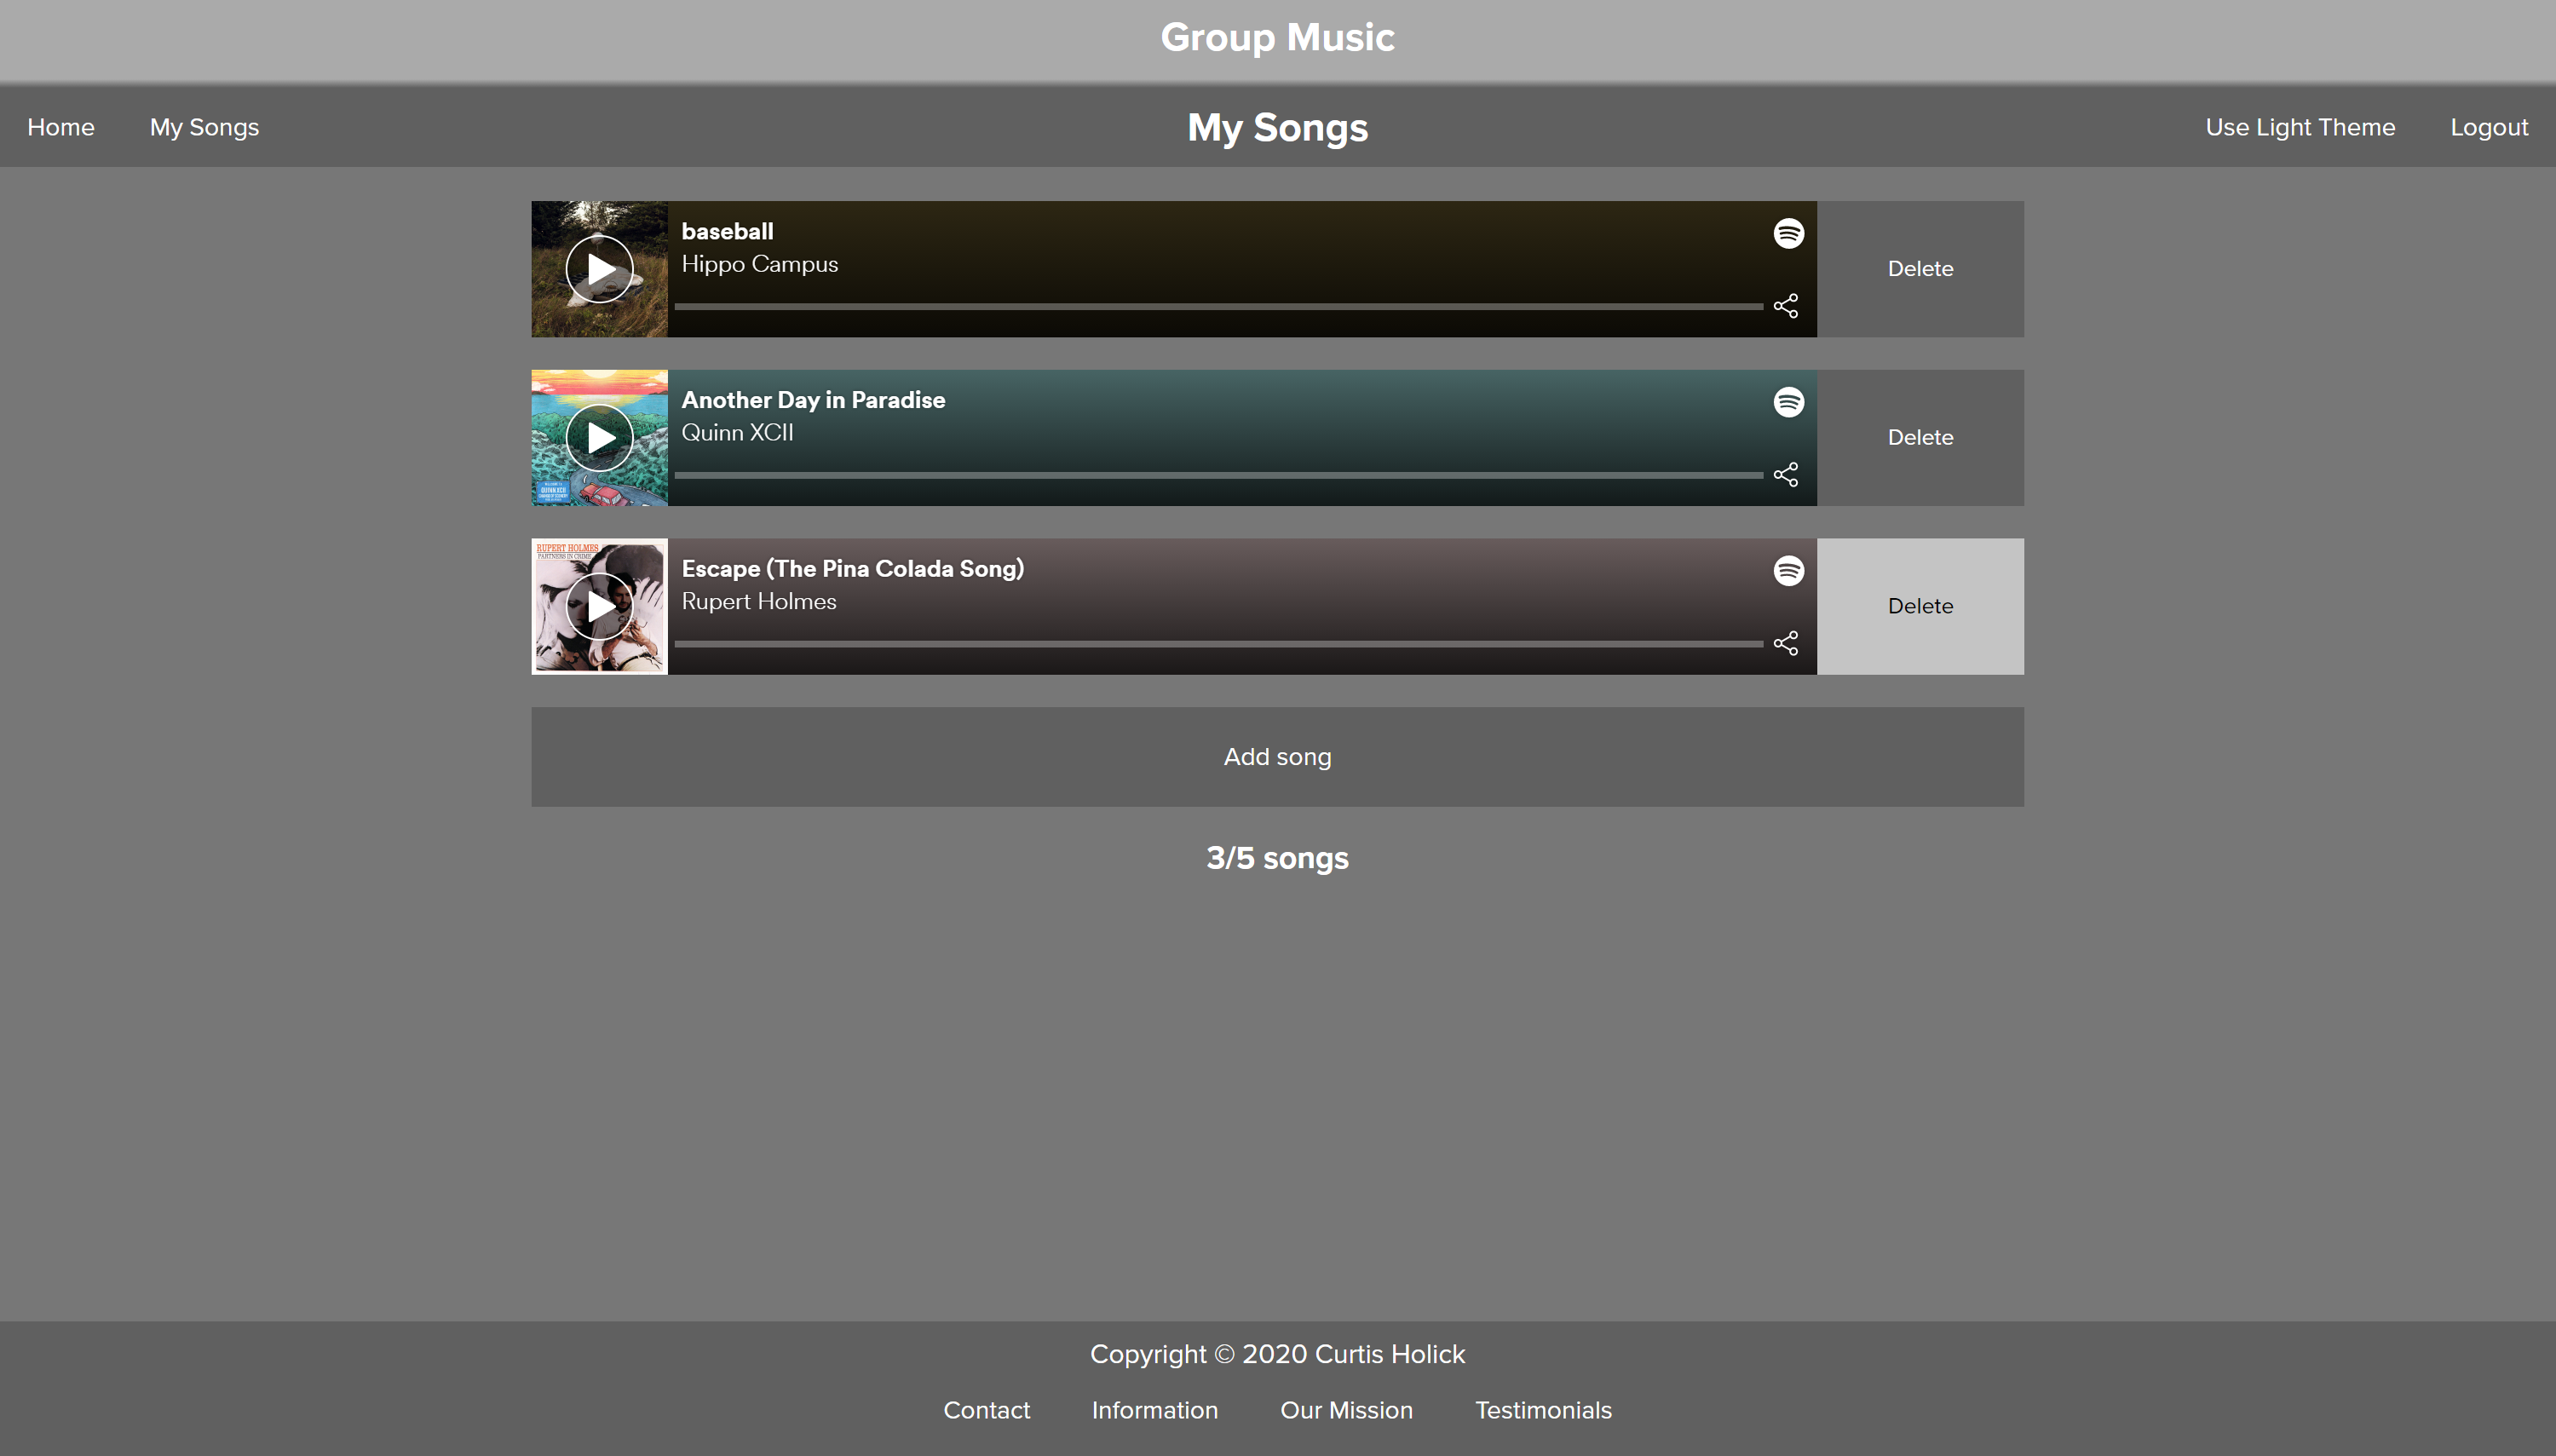 Group Music
Home My Songs My Songs Use Light Theme Logout
baseball
Hippo Campus
Delete
Another Day in Paradise
Quinn XCII
Delete
RUPERT HOLMES
PARTNERS IN CRIME
Escape (The Pina Colada Song)
Rupert Holmes
Delete
Add song
3/5 songs
Copyright © 2020 Curtis Holick
Contact Information Our Mission Testimonials